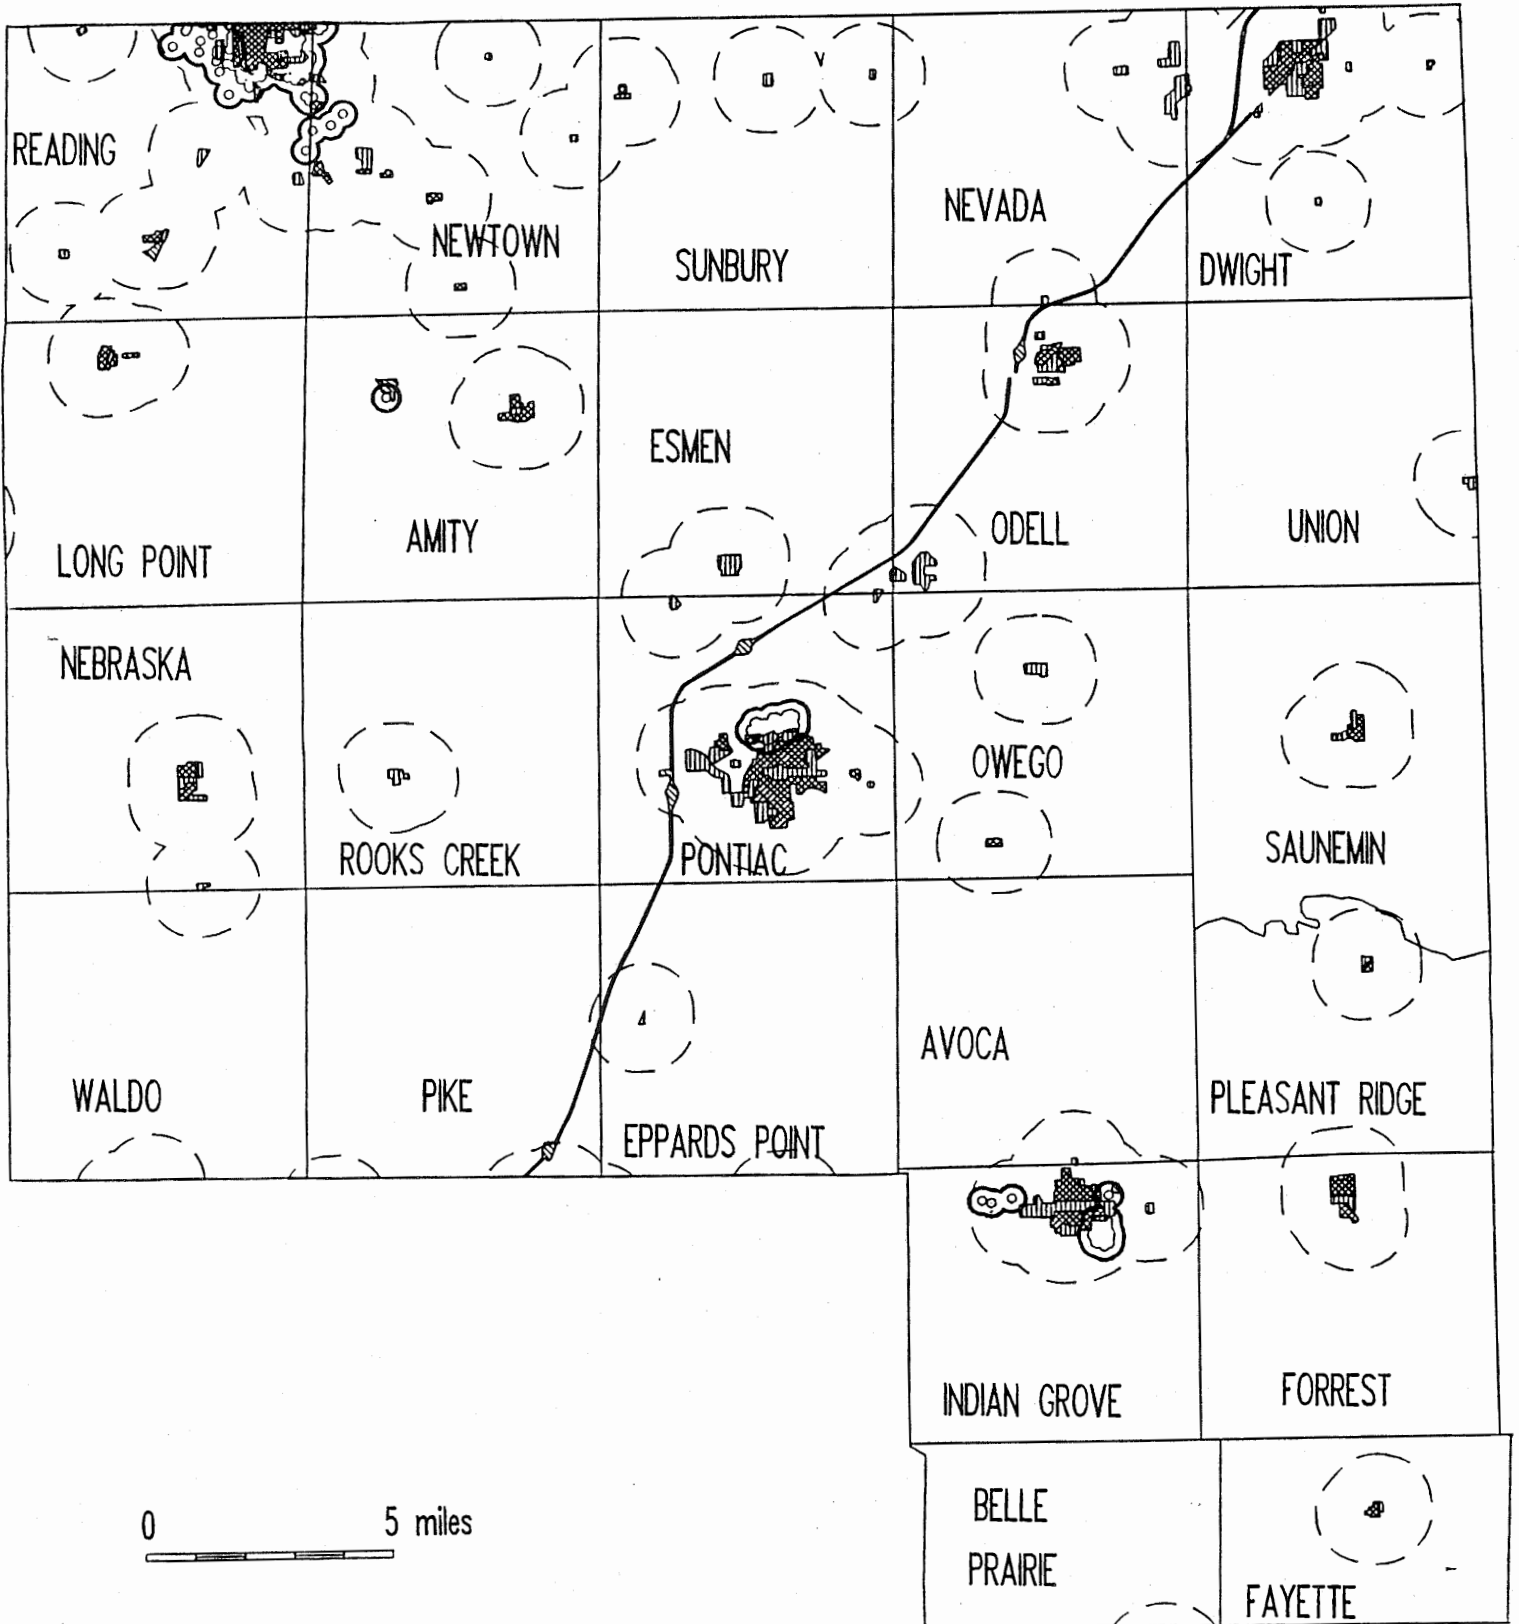 READING
NEWTOWN
SUNBURY
NEVADA
DWIGHT
LONG POINT
AMITY
ESMEN
ODELL
UNION
NEBRASKA
ROOKS CREEK
PONTIAC
OWEGO
SAUNEMIN
WALDO
PIKE
EPPARDS POINT
AVOCA
PLEASANT RIDGE
INDIAN GROVE
FORREST
BELLE
PRAIRIE
FAYETTE
0 5 miles